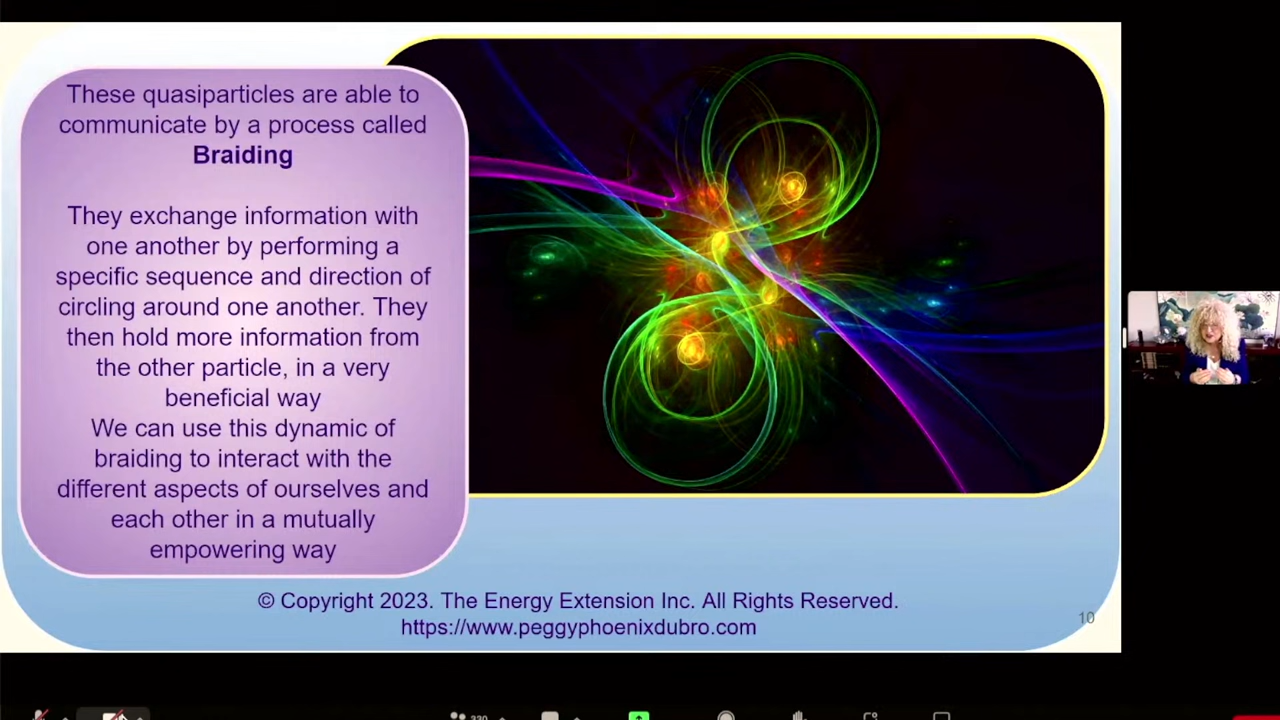 These quasiparticles are able to
communicate by a process called
Braiding
They exchange information with
one another by performing a
specific sequence and direction of
circling around one another. They
then hold more information from
the other particle, in a very
beneficial way
We can use this dynamic of
braiding to interact with the
different aspects of ourselves and
each other in a mutually
empowering way
© Copyright 2023. The Energy Extension Inc. All Rights Reserved.
https://www.peggyphoenixdubro.com
10